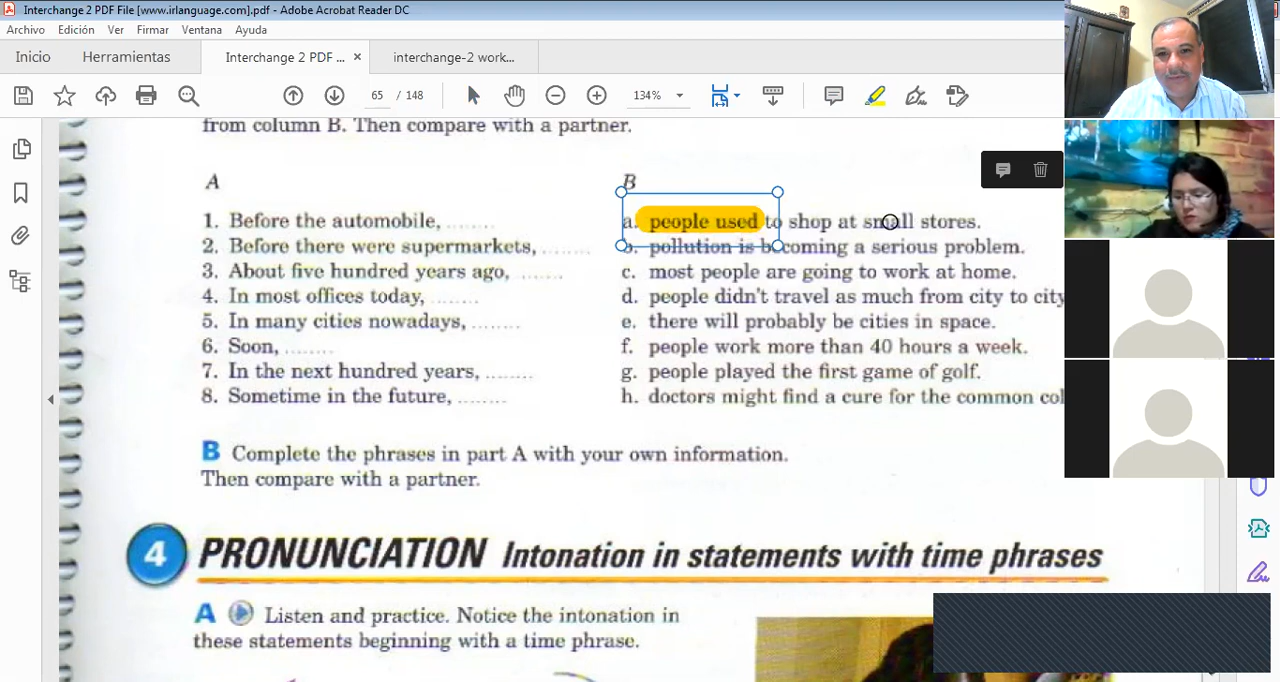 Interchange 2 PDF File [www.irlanguage.com].pdf - Adobe Acrobat Reader DC
Archivo Edición Ver Firmar Ventana Ayuda
Inicio Herramientas Interchange 2 PDF ... × interchange-2 work...
65 / 148 134%
from column B. Then compare with a partner.
A
1. Before the automobile, ........
2. Before there were supermarkets, ........
3. About five hundred years ago, ........
4. In most offices today, ........
5. In many cities nowadays, ........
6. Soon, ........
7. In the next hundred years, ........
8. Sometime in the future, ........
B
a. people used to shop at small stores.
b. pollution is becoming a serious problem.
c. most people are going to work at home.
d. people didn't travel as much from city to city
e. there will probably be cities in space.
f. people work more than 40 hours a week.
g. people played the first game of golf.
h. doctors might find a cure for the common col
B Complete the phrases in part A with your own information.
Then compare with a partner.
4 PRONUNCIATION Intonation in statements with time phrases
A Listen and practice. Notice the intonation in
these statements beginning with a time phrase.